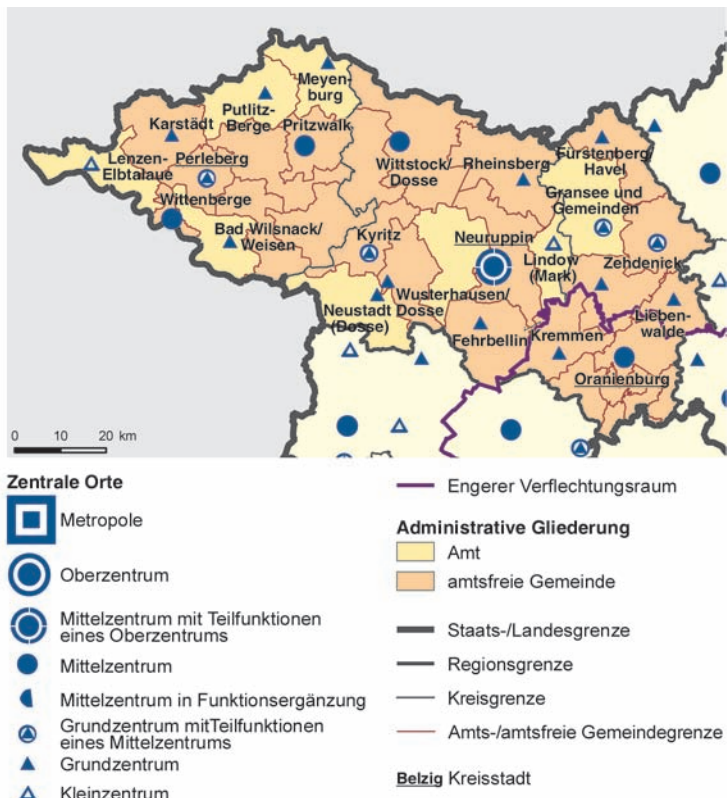 Meyen-
burg
Putlitz-
Berge
Pritzwalk
Karstädt
Lenzen-
Elbtalaue
Perleberg
Wittenberge
Bad Wilsnack/
Weisen
Wittstock/
Dosse
Rheinsberg
Fürstenberg/
Havel
Gransee und
Gemeinden
Kyritz
Neuruppin
Lindow
(Mark)
Zehdenick
Wusterhausen/
Dosse
Neustadt
(Dosse)
Fehrbellin
Kremmen
Lieben-
walde
Oranienburg
0 10 20 km
Zentrale Orte
Metropole
Oberzentrum
Mittelzentrum mit Teilfunktionen
eines Oberzentrums
Mittelzentrum
Mittelzentrum in Funktionsergänzung
Grundzentrum mitTeilfunktionen
eines Mittelzentrums
Grundzentrum
Kleinzentrum
Engerer Verflechtungsraum
Administrative Gliederung
Amt
amtsfreie Gemeinde
Staats-/Landesgrenze
Regionsgrenze
Kreisgrenze
Amts-/amtsfreie Gemeindegrenze
Belzig Kreisstadt